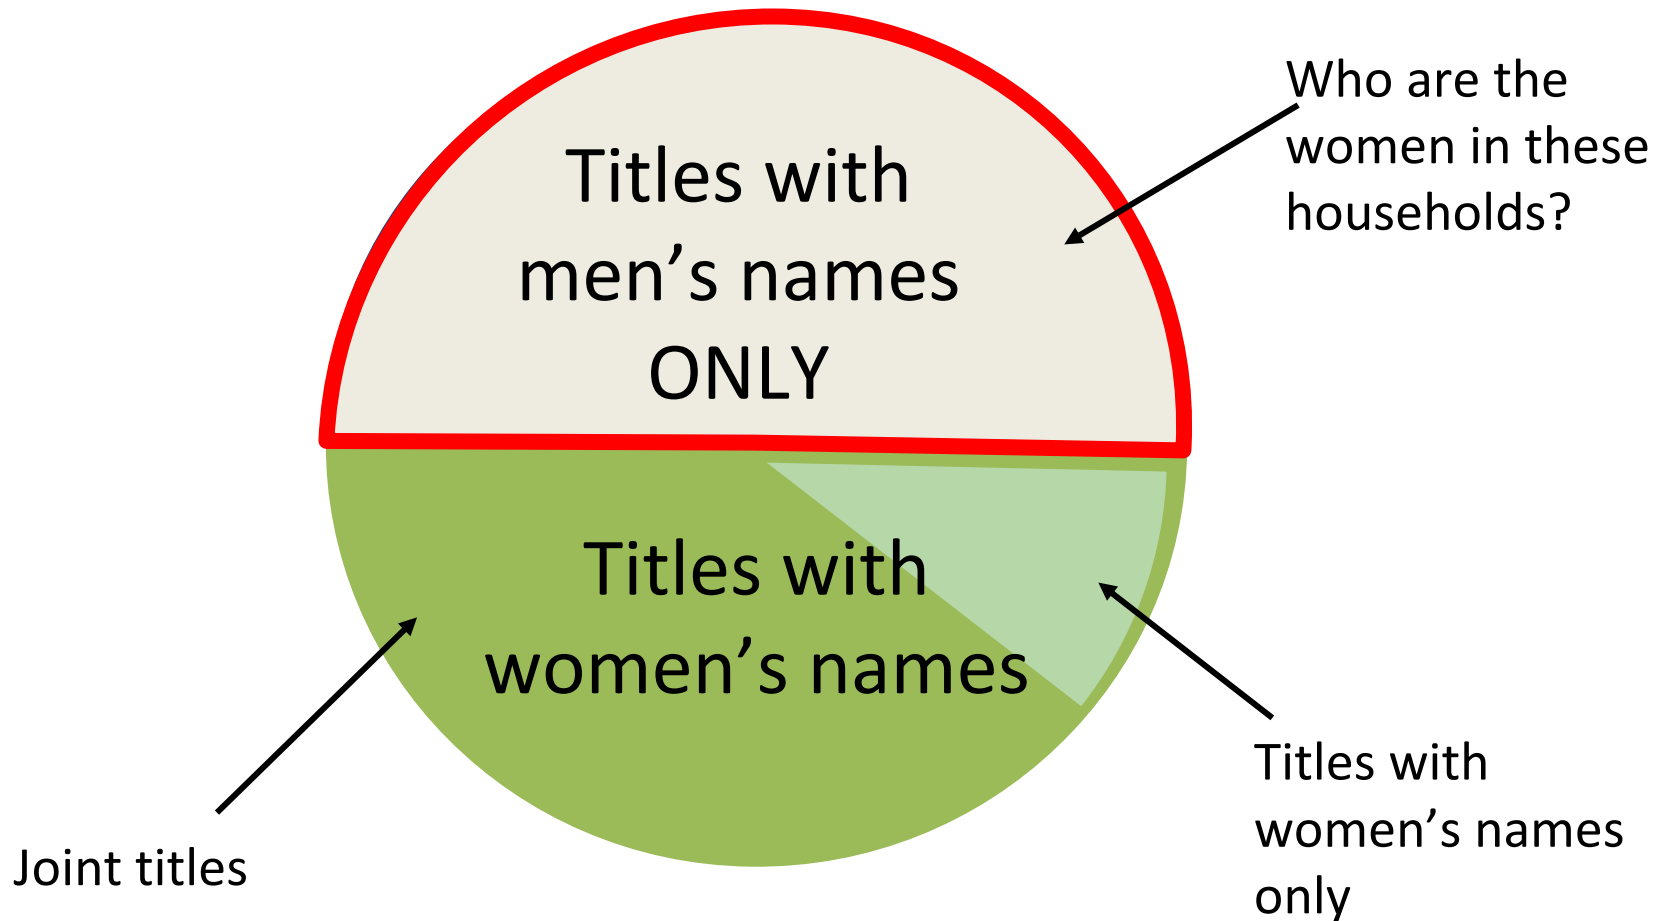 Titles with
men’s names
ONLY
Who are the
women in these
households?
Titles with
women’s names
Joint titles
Titles with
women’s names
only